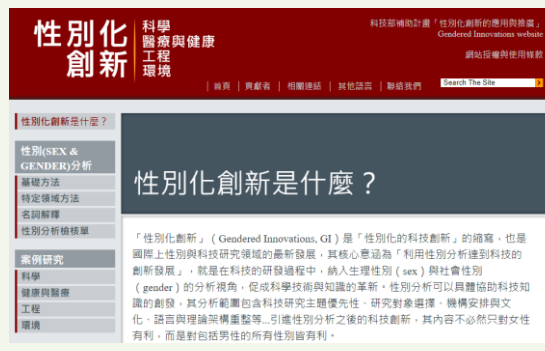 性別化創新
科學
醫療與健康
工程
環境
科技部補助計畫「性別化創新的應用與推廣」
Gendered Innovations website
網站授權與使用條款
| 首頁 | 貢獻者 | 相關連結 | 其他語言 | 聯絡我們
Search The Site
性別化創新是什麼？
性別(SEX &
GENDER)分析
基礎方法
特定領域方法
名詞解釋
性別分析檢核單
案例研究
科學
健康與醫療
工程
環境
性別化創新是什麼？
「性別化創新」（Gendered Innovations, GI）是「性別化的科技創新」的縮寫，也是
國際上性別與科技研究領域的最新發展，其核心意涵為「利用性別分析達到科技的
創新發展」，就是在科技的研發過程中，納入生理性別（sex）與社會性別
（gender）的分析視角，促成科學技術與知識的革新。性別分析可以具體協助科技知
識的創發，其分析範圍包含科技研究主題優先性、研究對象選擇、機構安排與文
化、語言與理論架構重整等...引進性別分析之後的科技創新，其內容不必然只對女性
有利，而是對包括男性的所有性別皆有利。